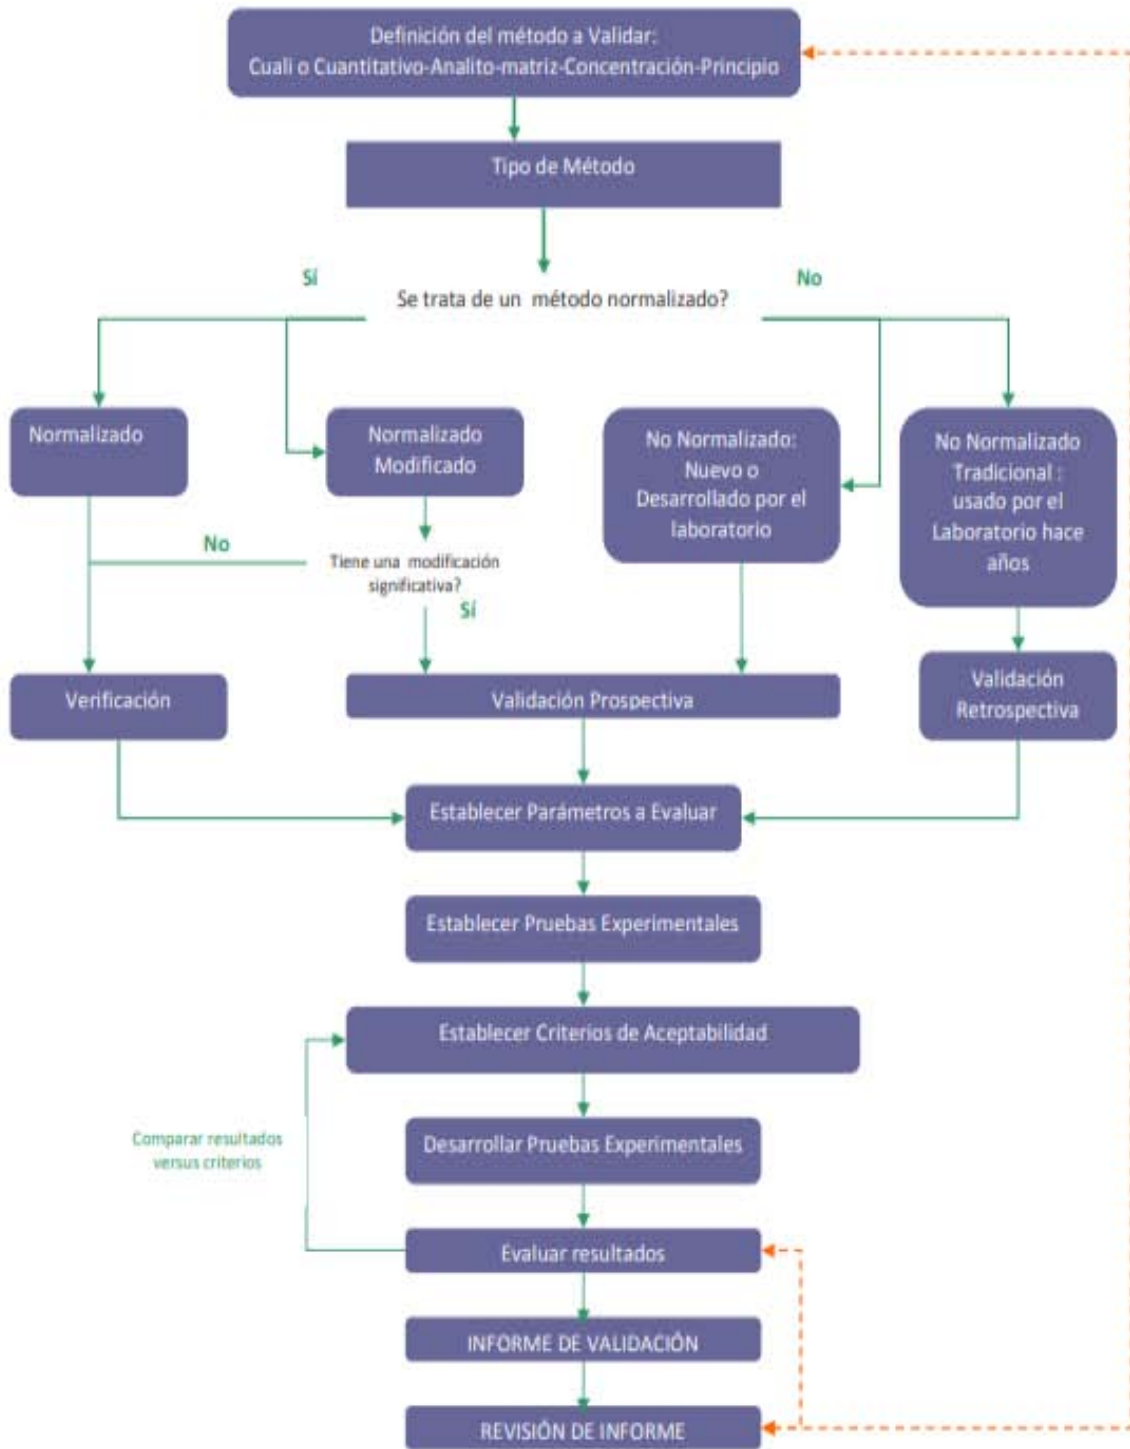 Definición del método a Validar:
Cuali o Cuantitativo-Analito-matriz-Concentración-Principio
Tipo de Método
Sí
No
Se trata de un método normalizado?
Normalizado
Normalizado
Modificado
No Normalizado:
Nuevo o
Desarrollado por el
laboratorio
No Normalizado
Tradicional :
usado por el
Laboratorio hace
años
No
Tiene una modificación
significativa?
Sí
Verificación
Validación Prospectiva
Validación
Retrospectiva
Establecer Parámetros a Evaluar
Establecer Pruebas Experimentales
Establecer Criterios de Aceptabilidad
Comparar resultados
versus criterios
Desarrollar Pruebas Experimentales
Evaluar resultados
INFORME DE VALIDACIÓN
REVISIÓN DE INFORME